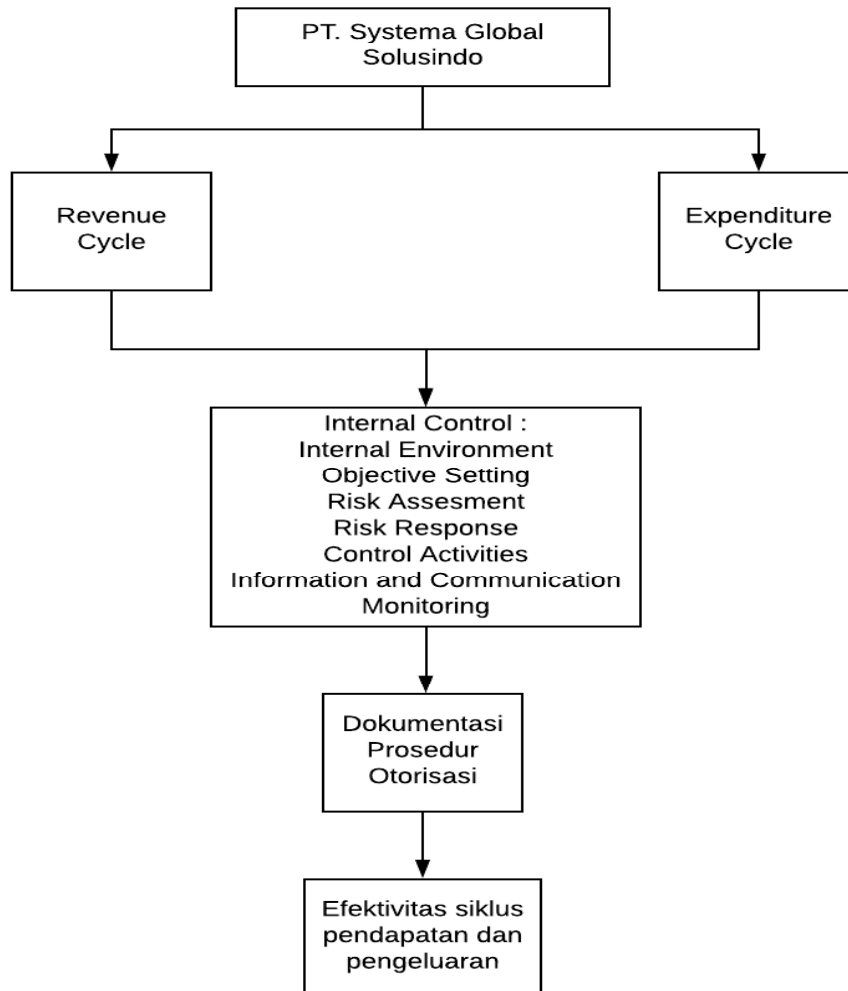 PT. Systema Global
Solusindo
Revenue
Cycle
Expenditure
Cycle
Internal Control :
Internal Environment
Objective Setting
Risk Assesment
Risk Response
Control Activities
Information and Communication
Monitoring
Dokumentasi
Prosedur
Otorisasi
Efektivitas siklus
pendapatan dan
pengeluaran